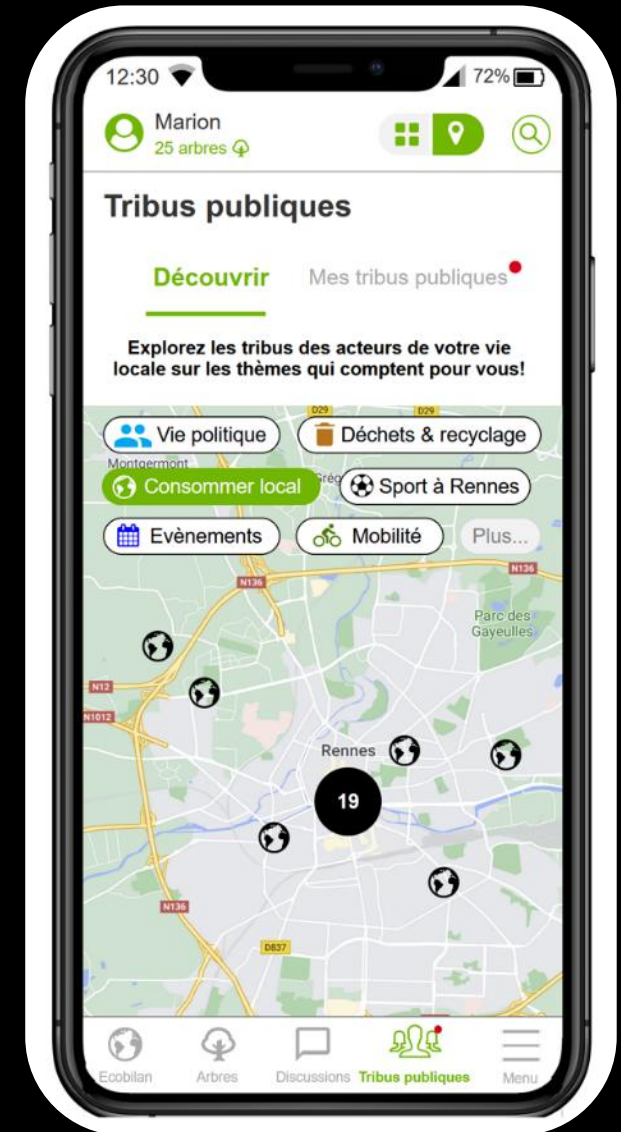 12:30
72%
Marion
25 arbres
Tribus publiques
Découvrir
Mes tribus publiques
Explorez les tribus des acteurs de votre vie
locale sur les thèmes qui comptent pour vous!
D29
D29
Vie politique
Déchets & recyclage
Montgermont
Grég
Consommer local
Sport à Rennes
Evènements
Mobilité
Plus...
N136
N136
Parc des
Gayeulles
N12
N1012
Rennes
19
N136
D837
Ecobilan
Arbres
Discussions
Tribus publiques
Menu